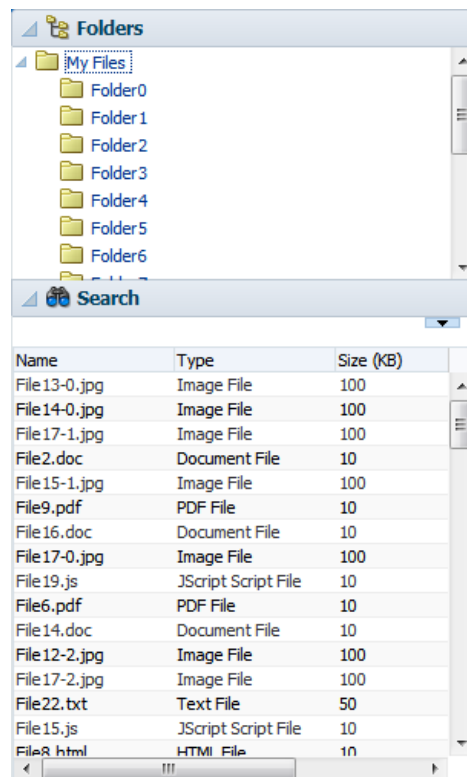 Folders
My Files
Folder0
Folder1
Folder2
Folder3
Folder4
Folder5
Folder6
Search
Name Type Size (KB)
File13-0.jpg Image File 100
File14-0.jpg Image File 100
File17-1.jpg Image File 100
File2.doc Document File 10
File15-1.jpg Image File 100
File9.pdf PDF File 10
File16.doc Document File 10
File17-0.jpg Image File 100
File19.js JScript Script File 10
File6.pdf PDF File 10
File14.doc Document File 10
File12-2.jpg Image File 100
File17-2.jpg Image File 100
File22.txt Text File 50
File15.js JScript Script File 10
File8.html HTML File 10